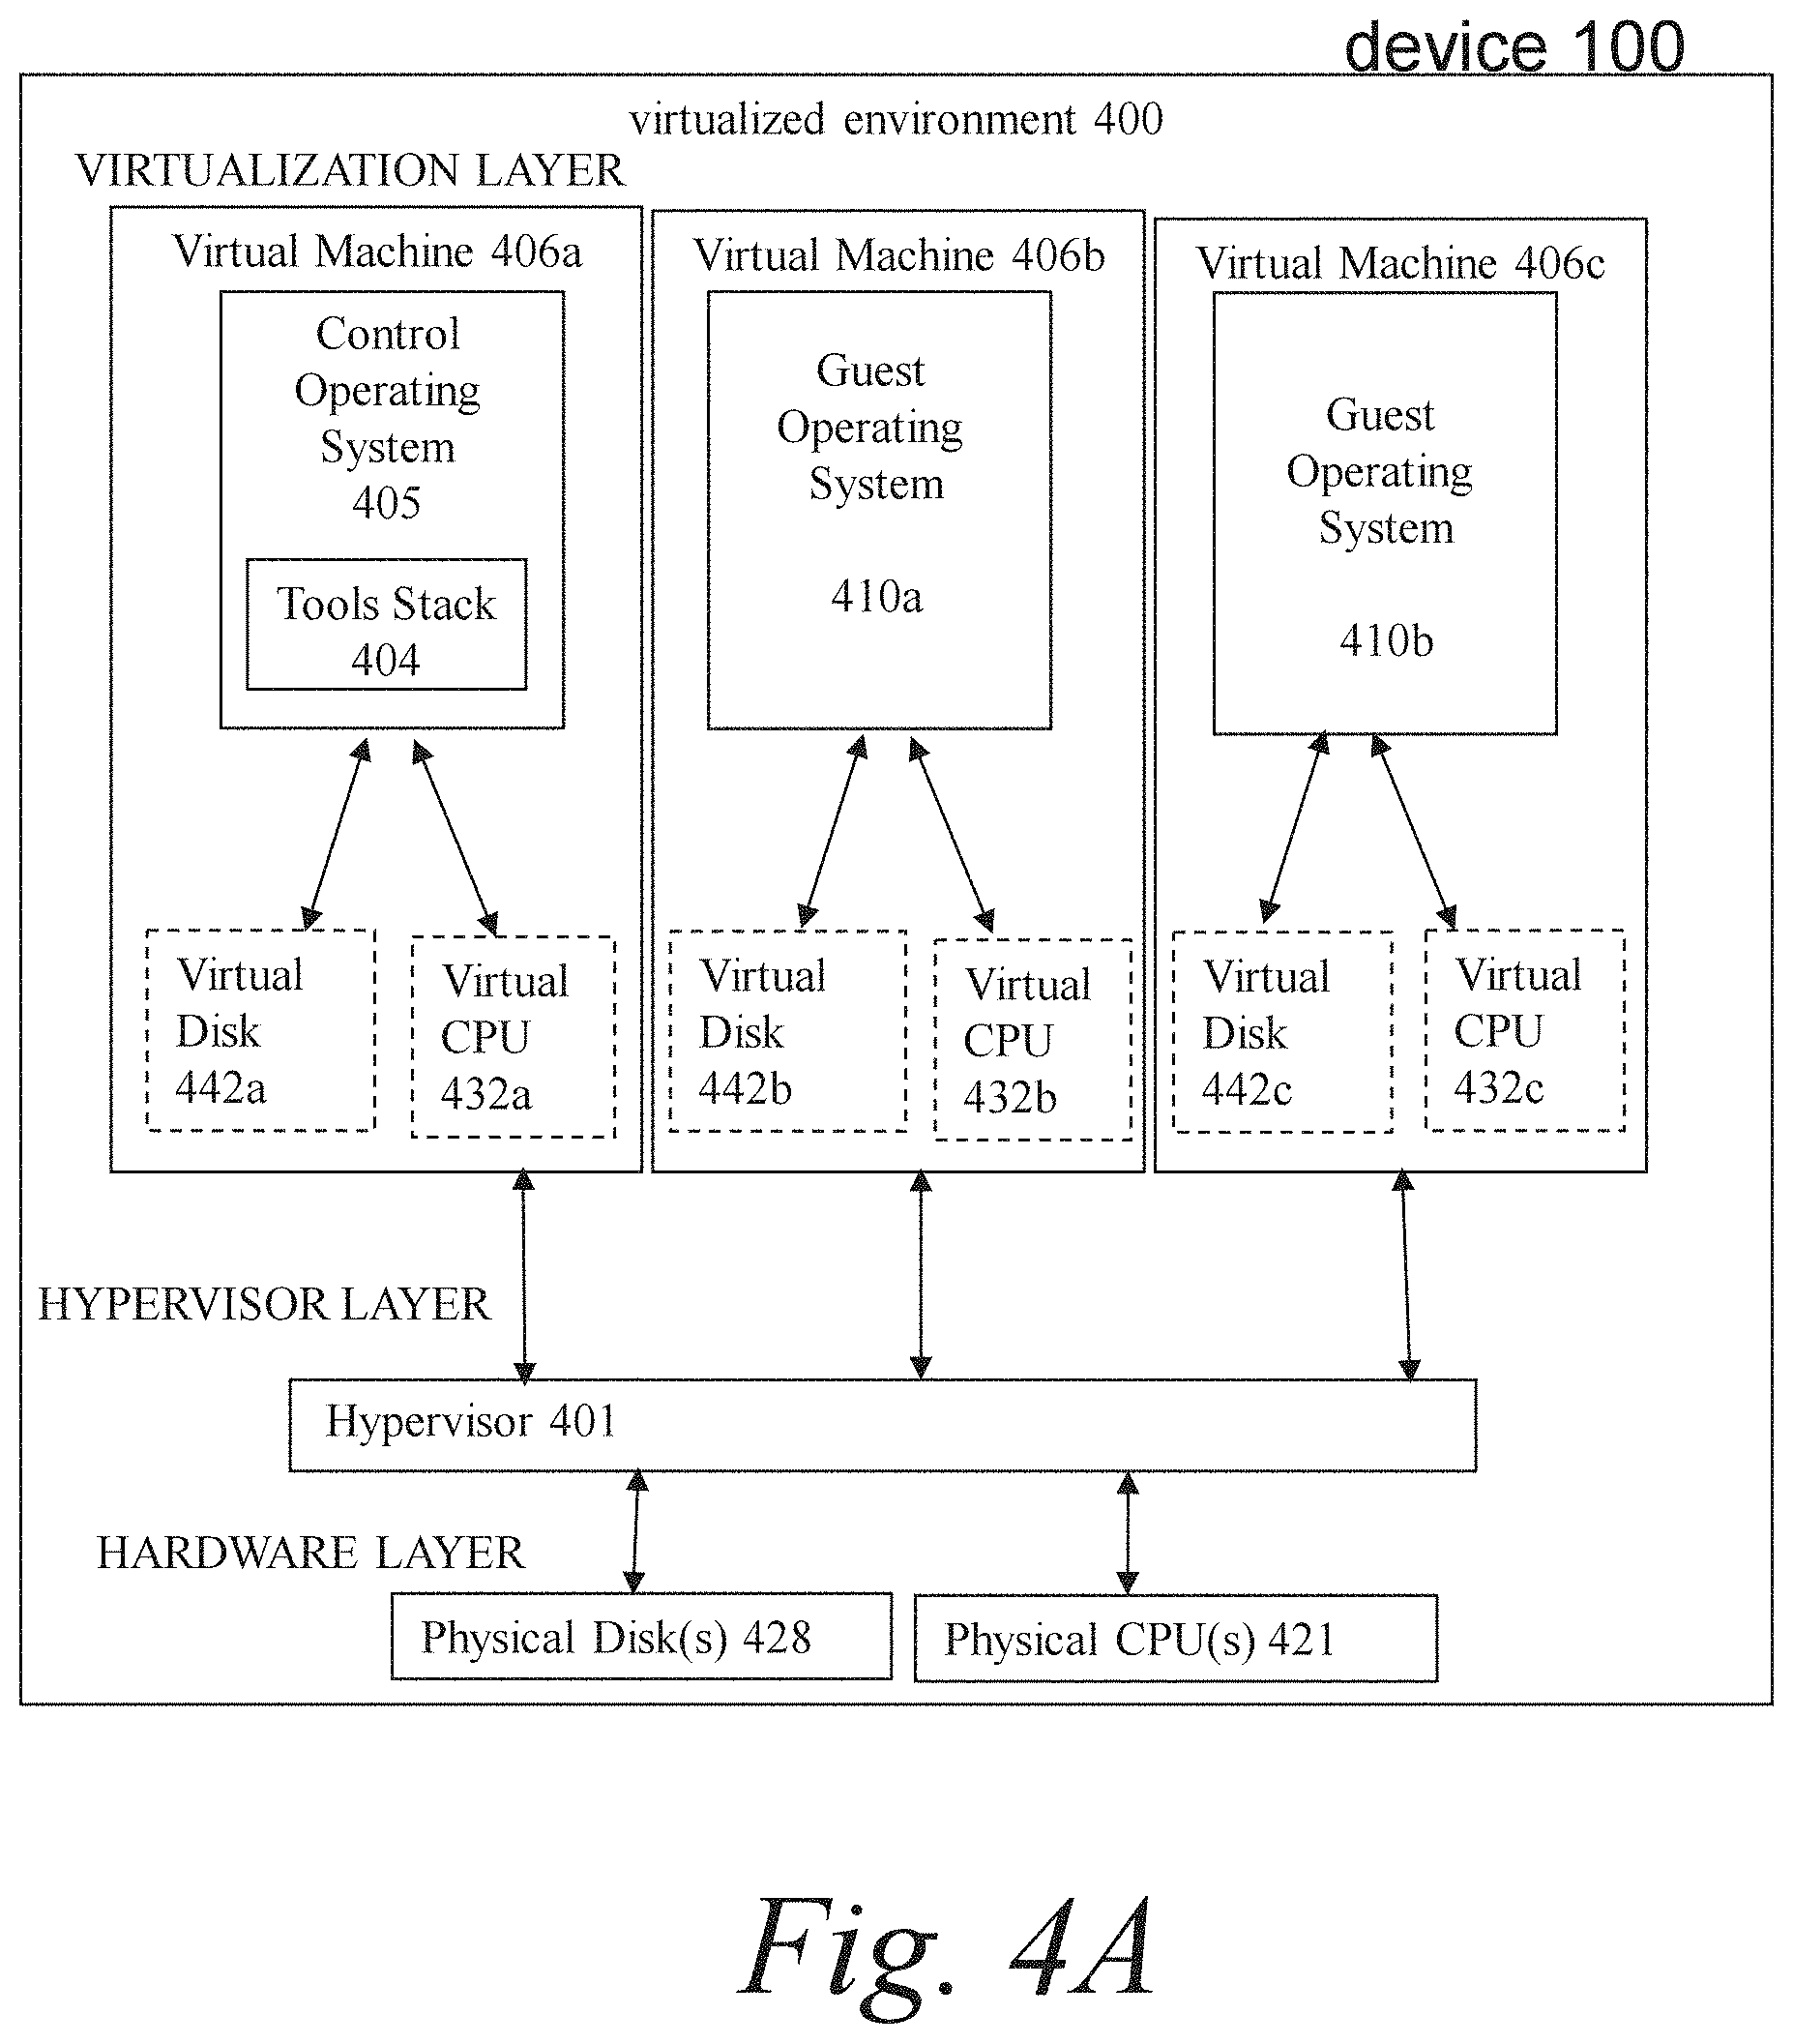 device 100
virtualized environment 400
VIRTUALIZATION LAYER
Virtual Machine 406a
Control
Operating
System
405
Tools Stack
404
Virtual
Disk
442a
Virtual
CPU
432a
Virtual Machine 406b
Guest
Operating
System
410a
Virtual
Disk
442b
Virtual
CPU
432b
Virtual Machine 406c
Guest
Operating
System
410b
Virtual
Disk
442c
Virtual
CPU
432c
HYPERVISOR LAYER
Hypervisor 401
HARDWARE LAYER
Physical Disk(s) 428
Physical CPU(s) 421
Fig. 4A